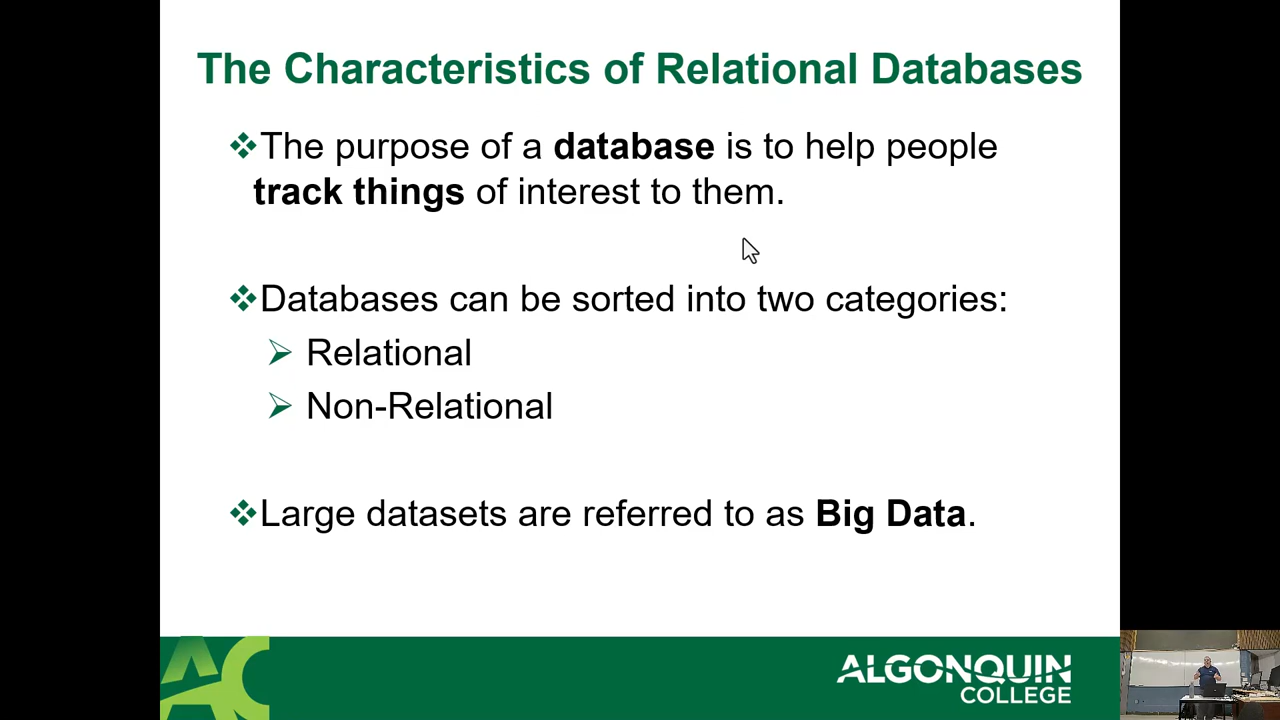 The Characteristics of Relational Databases
❖The purpose of a database is to help people
track things of interest to them.
❖Databases can be sorted into two categories:
➢ Relational
➢ Non-Relational
❖Large datasets are referred to as Big Data.
AC
ALGONQUIN
COLLEGE